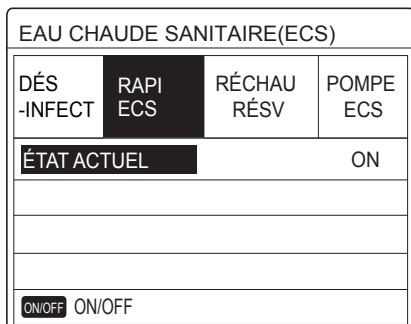 EAU CHAUDE SANITAIRE(ECS)
DÉS
-INFECT
RAPI
ECS
RÉCHAU
RÉSV
POMPE
ECS
ÉTAT ACTUEL ON
ON/OFF ON/OFF